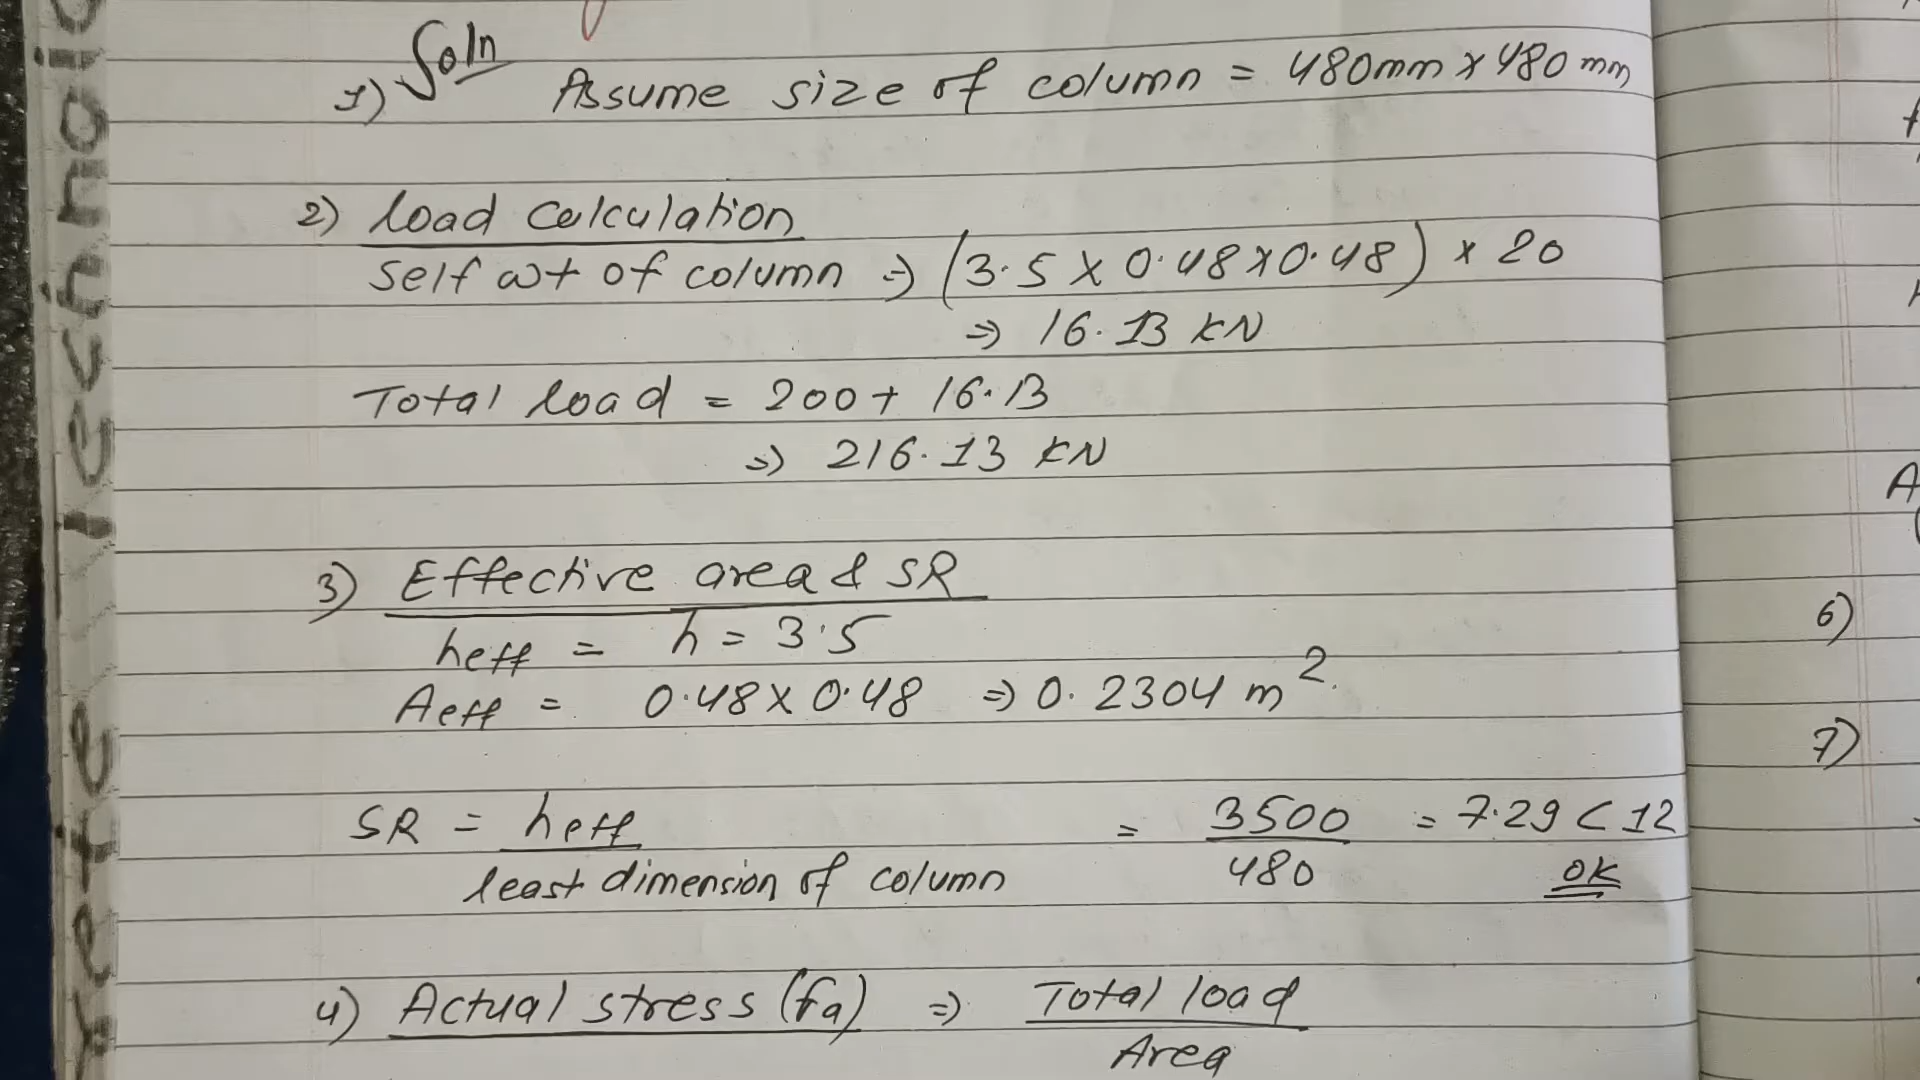 Soln
1) Assume size of column = 480mm x 480 mm
2) load calculation
self wt of column => (3.5 x 0.48x0.48) x 20
=> 16.13 KN
Total load = 200 + 16.13
=> 216.13 KN
3) Effective area & SR
heff = h = 3.5
Aeff = 0.48 x 0.48 => 0.2304 m2.
SR = heff / least dimension of column = 3500 / 480 = 7.29 < 12
OK
4) Actual stress (fa) => Total load / Area
6)
7)